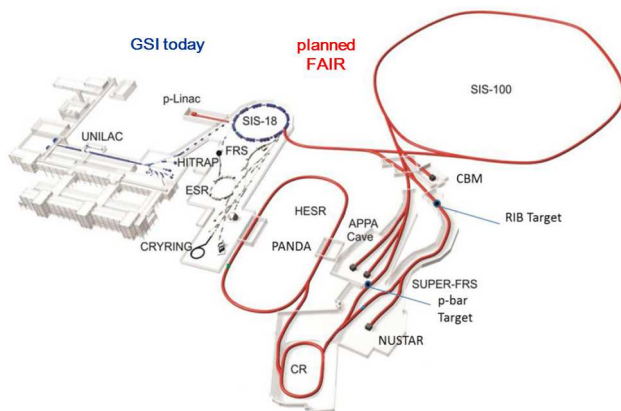 GSI today
planned
FAIR
p-Linac
SIS-18
SIS-100
UNILAC
HITRAP
FRS
ESR
CRYRING
HESR
PANDA
APPA
Cave
CBM
RIB Target
SUPER-FRS
p-bar
Target
NUSTAR
CR